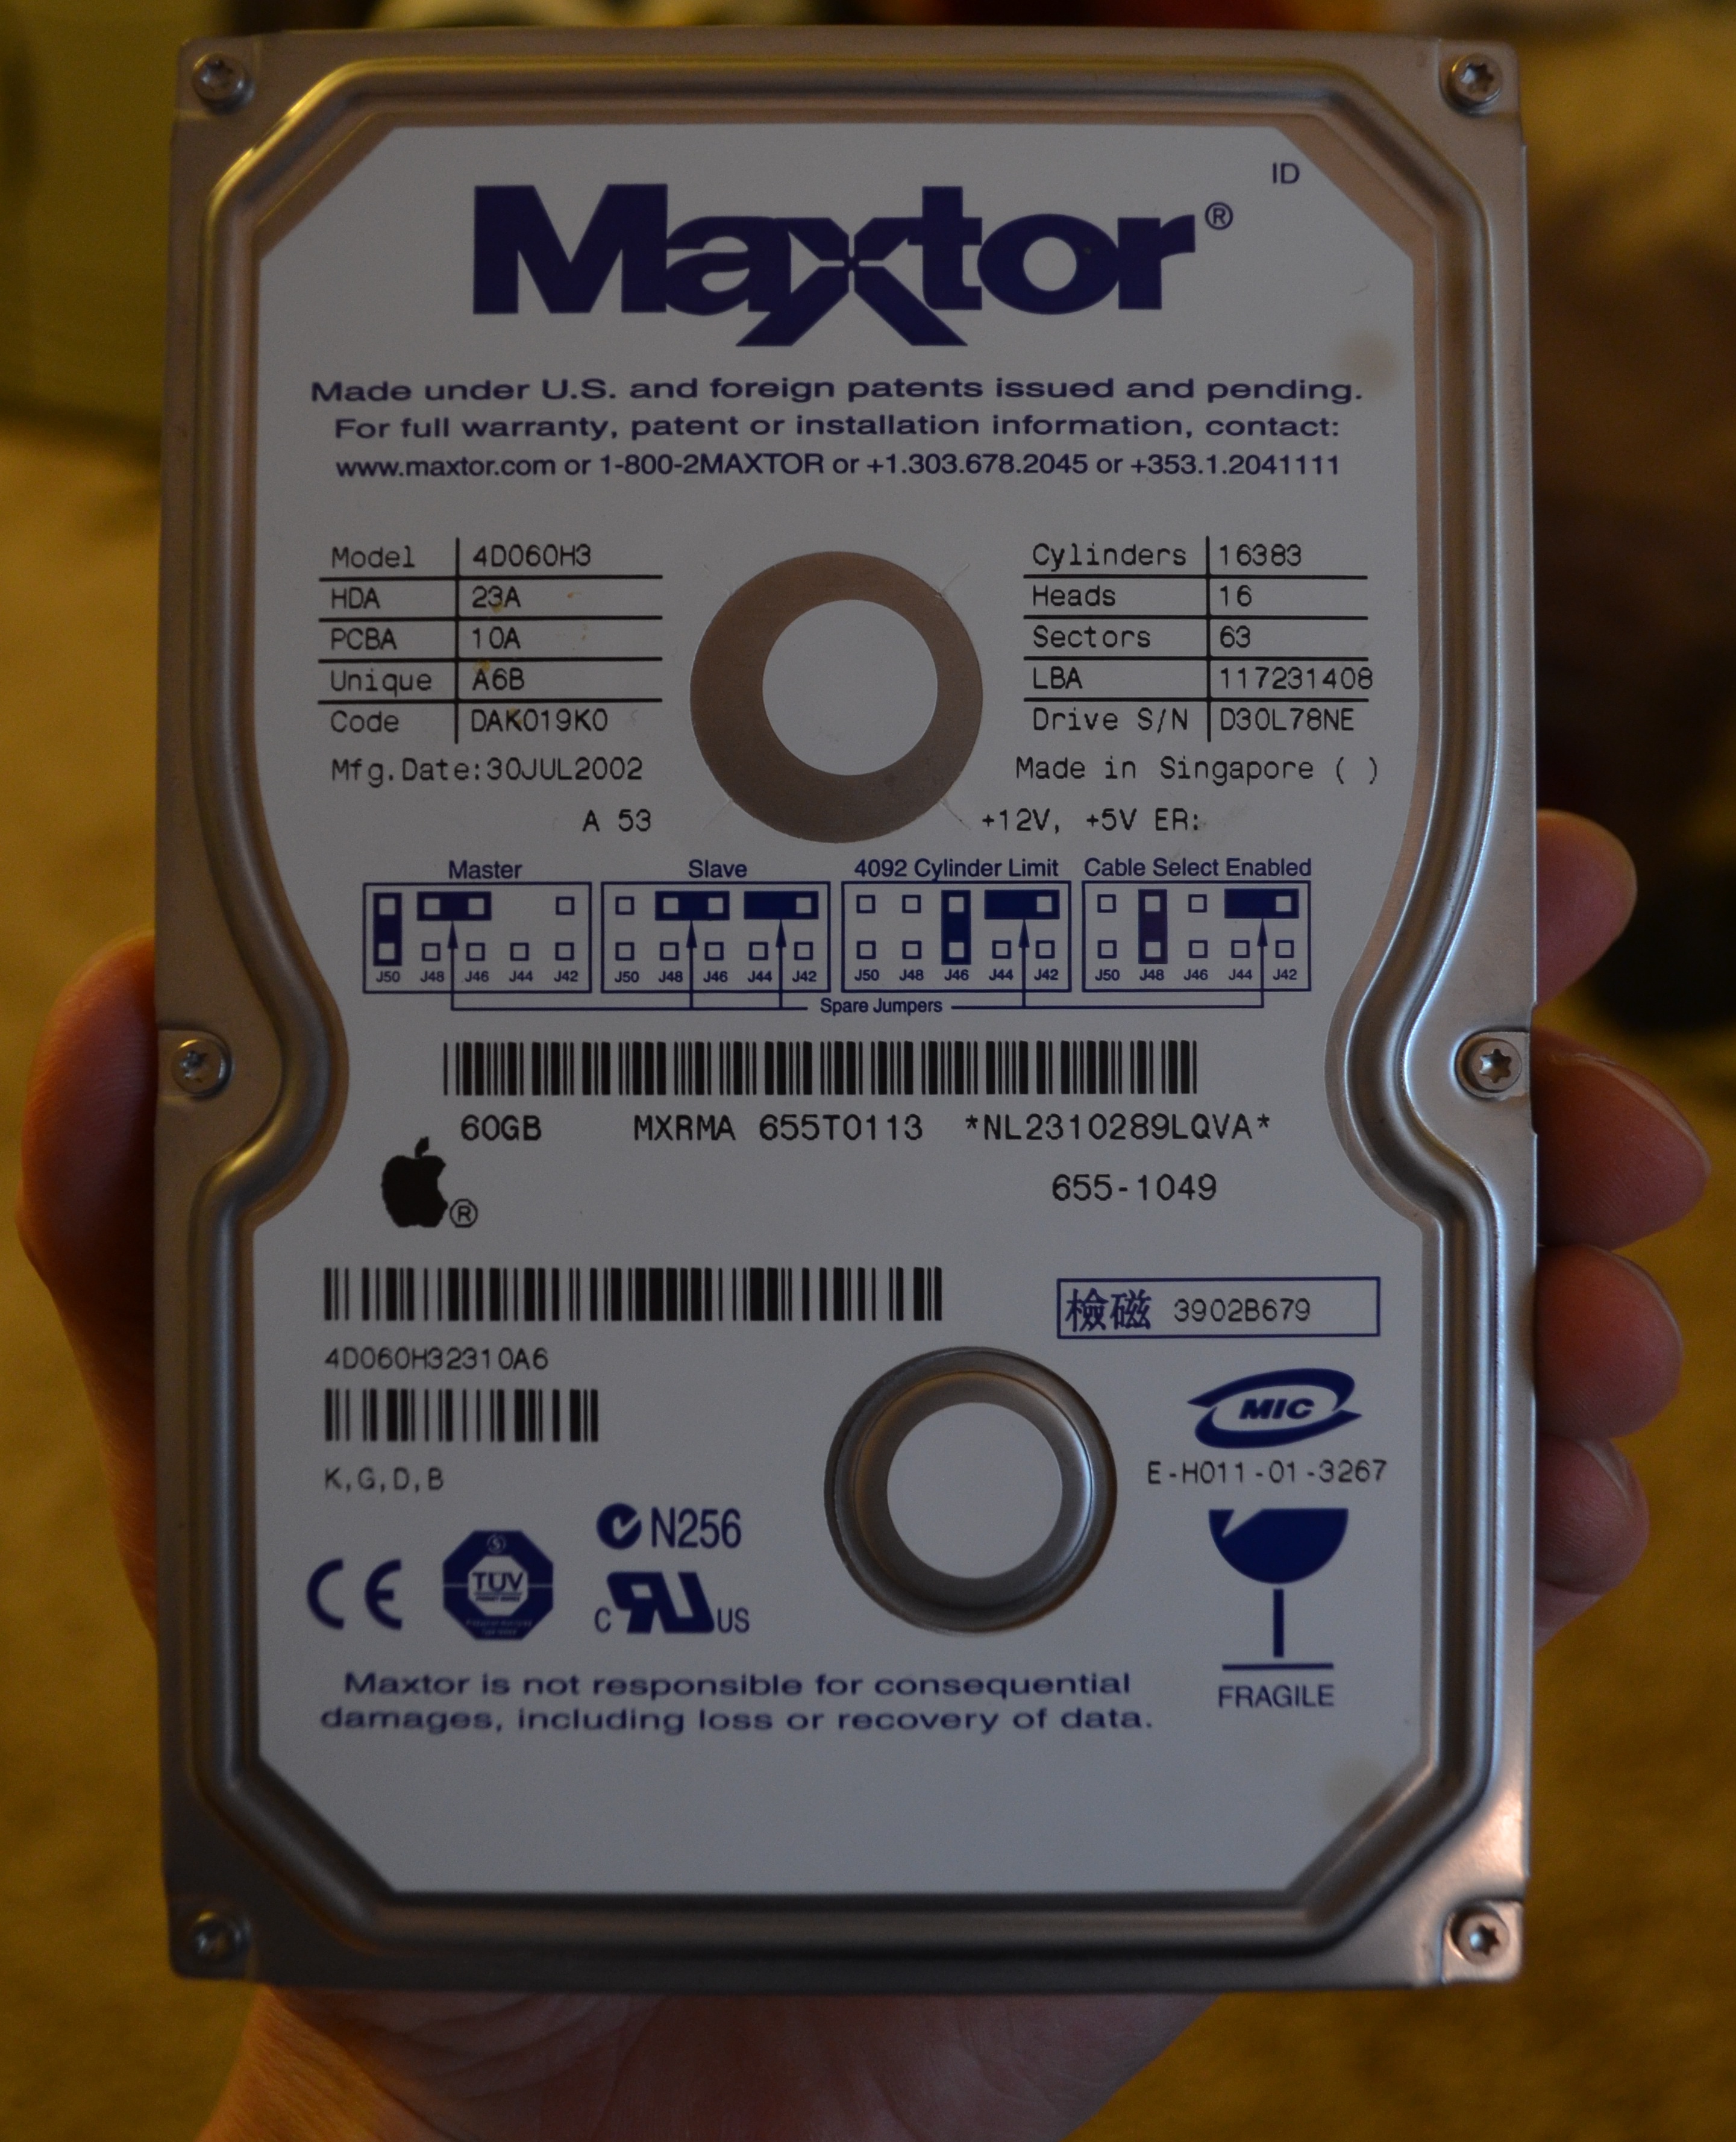 ID
Maxtor®
Made under U.S. and foreign patents issued and pending.
For full warranty, patent or installation information, contact:
www.maxtor.com or 1-800-2MAXTOR or +1.303.678.2045 or +353.1.2041111
Model 4D060H3
HDA 23A
PCBA 10A
Unique A6B
Code DAK019K0
Mfg.Date:30JUL2002
A 53
Cylinders 16383
Heads 16
Sectors 63
LBA 117231408
Drive S/N D30L78NE
Made in Singapore ( )
+12V, +5V ER:
Master Slave 4092 Cylinder Limit Cable Select Enabled
J50 J48 J46 J44 J42 J50 J48 J46 J44 J42 J50 J48 J46 J44 J42 J50 J48 J46 J44 J42
Spare Jumpers
60GB MXRMA 655T0113 *NL2310289LQVA*
® 655-1049
檢磁 3902B679
4D060H32310A6
MIC
K,G,D,B
E-H011-01-3267
N256
CE TÜV c RU US
FRAGILE
Maxtor is not responsible for consequential
damages, including loss or recovery of data.